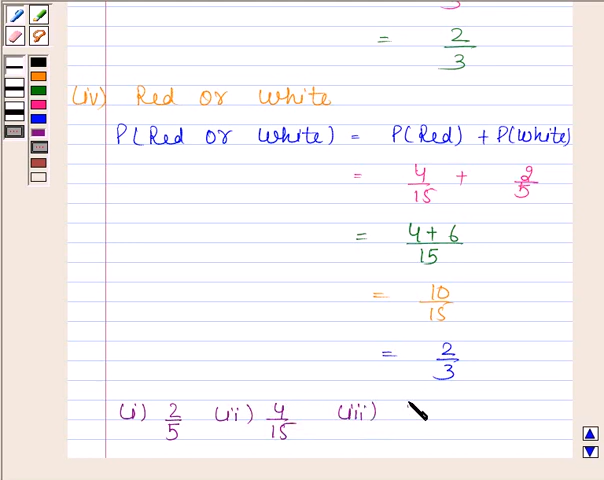 = 2/3
(iv) Red or White
P(Red or White) = P(Red) + P(White)
= 4/15 + 2/5
= 4+6/15
= 10/15
= 2/3
(i) 2/5 (ii) 4/15 (iii)